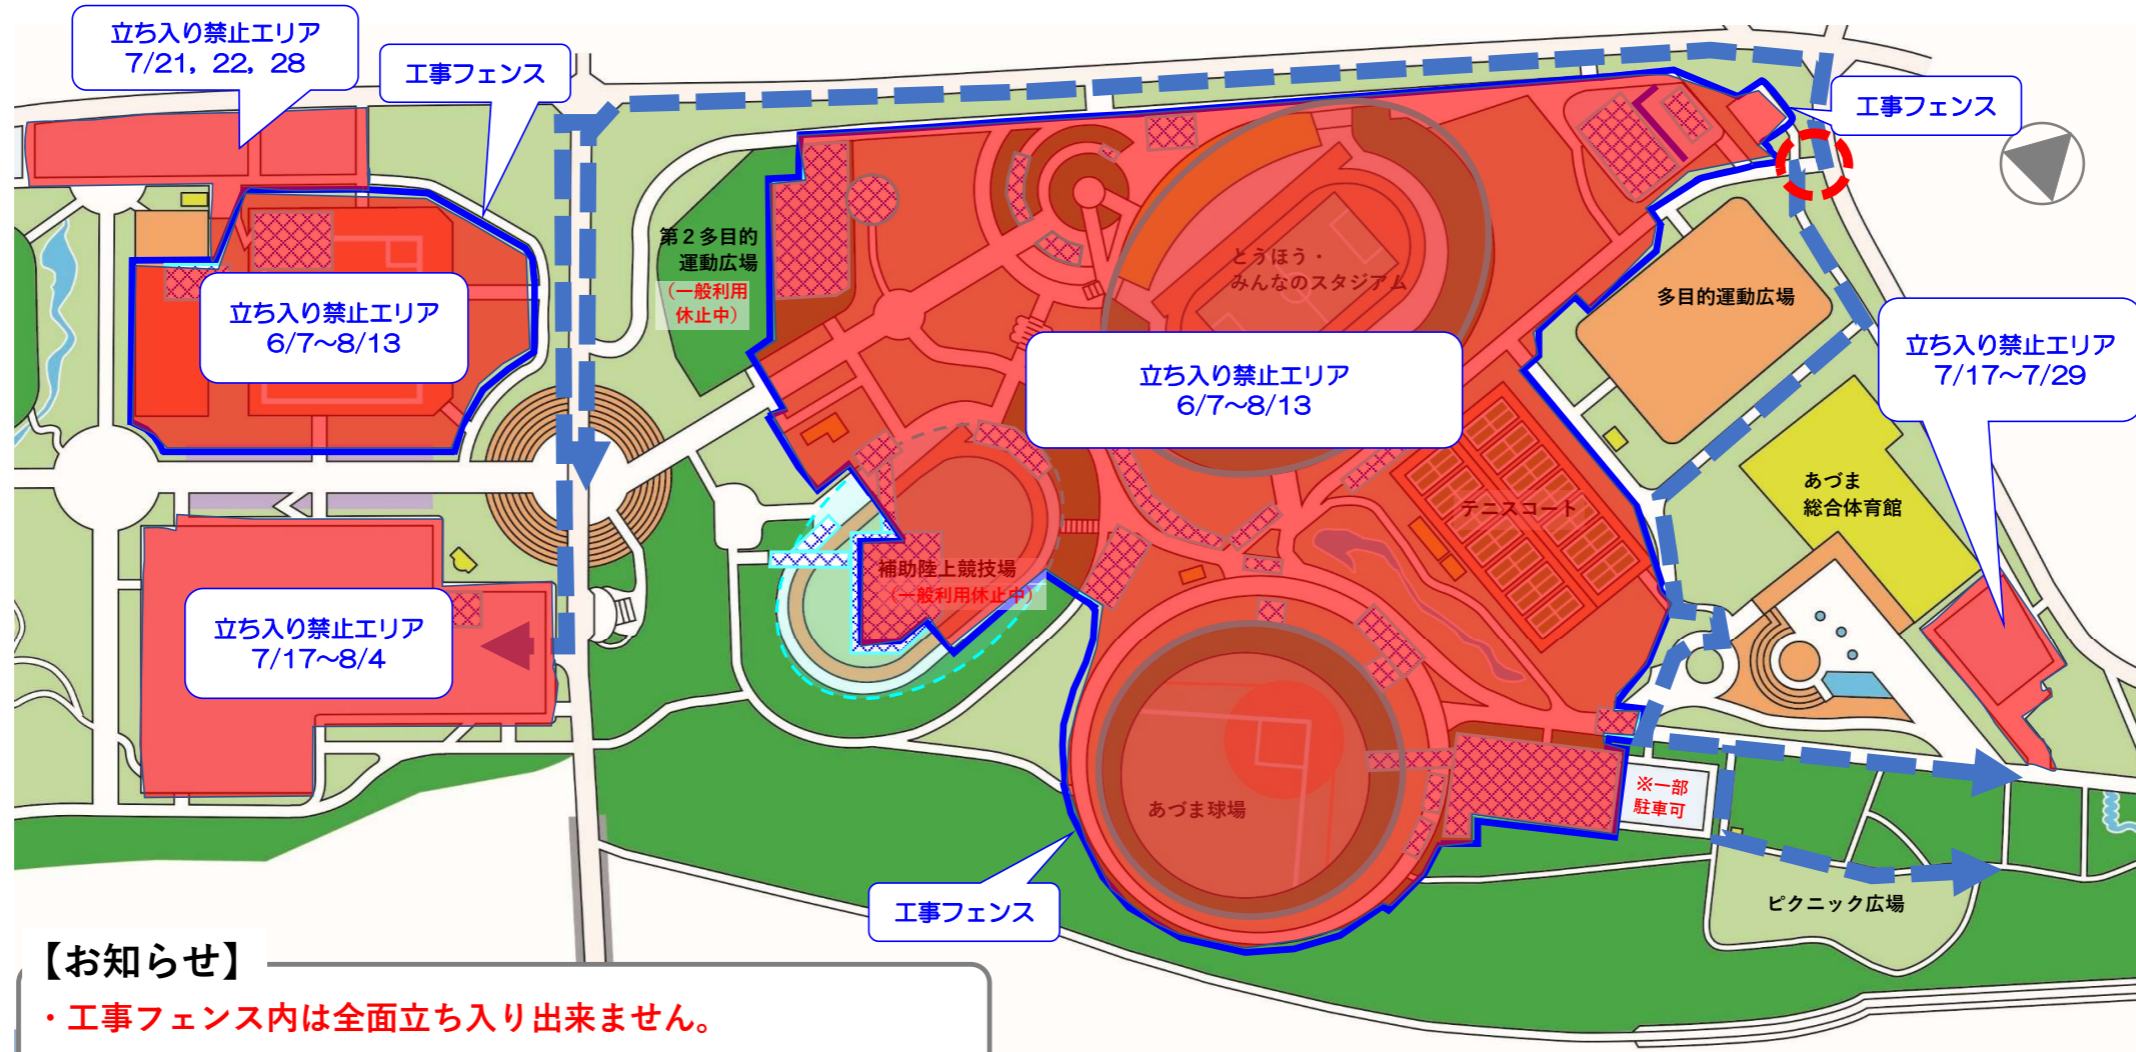 立ち入り禁止エリア
7/21，22，28
工事フェンス
工事フェンス
第２多目的
運動広場
（一般利用
休止中）
とうほう・
みんなのスタジアム
多目的運動広場
立ち入り禁止エリア
6/7～8/13
立ち入り禁止エリア
6/7～8/13
立ち入り禁止エリア
7/17～7/29
あづま
総合体育館
テニスコート
補助陸上競技場
（一般利用休止中）
立ち入り禁止エリア
7/17～8/4
※一部
駐車可
あづま球場
工事フェンス
ピクニック広場
【お知らせ】
・工事フェンス内は全面立ち入り出来ません。